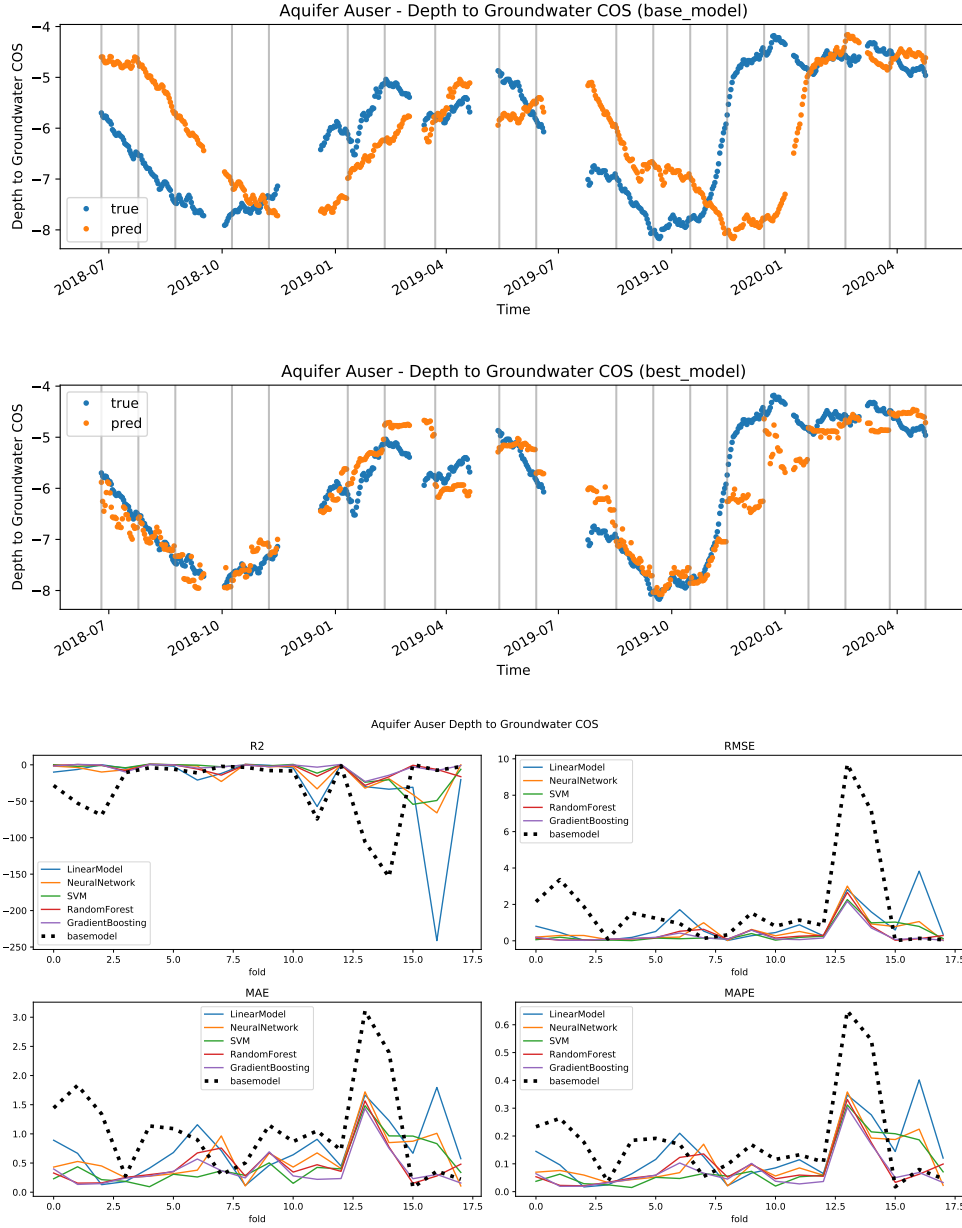 Aquifer Auser - Depth to Groundwater COS (base_model)
Depth to Groundwater COS
−4
−5
−6
−7
−8
true
pred
2018-07
2018-10
2019-01
2019-04
2019-07
2019-10
2020-01
2020-04
Time
Aquifer Auser - Depth to Groundwater COS (best_model)
Depth to Groundwater COS
−4
−5
−6
−7
−8
true
pred
2018-07
2018-10
2019-01
2019-04
2019-07
2019-10
2020-01
2020-04
Time
Aquifer Auser Depth to Groundwater COS
R2
0
−50
−100
−150
−200
−250
LinearModel
NeuralNetwork
SVM
RandomForest
GradientBoosting
basemodel
0.0 2.5 5.0 7.5 10.0 12.5 15.0 17.5
fold
RMSE
10
8
6
4
2
0
LinearModel
NeuralNetwork
SVM
RandomForest
GradientBoosting
basemodel
0.0 2.5 5.0 7.5 10.0 12.5 15.0 17.5
fold
MAE
3.0
2.5
2.0
1.5
1.0
0.5
0.0
LinearModel
NeuralNetwork
SVM
RandomForest
GradientBoosting
basemodel
0.0 2.5 5.0 7.5 10.0 12.5 15.0 17.5
fold
MAPE
0.6
0.5
0.4
0.3
0.2
0.1
0.0
LinearModel
NeuralNetwork
SVM
RandomForest
GradientBoosting
basemodel
0.0 2.5 5.0 7.5 10.0 12.5 15.0 17.5
fold